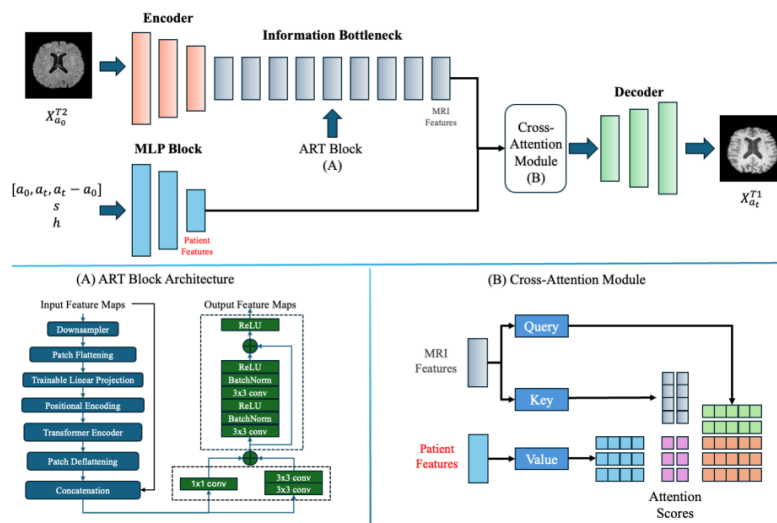 Encoder
Information Bottleneck
Decoder
MRI
Features
X_{a_0}^{T2}
ART Block
(A)
Cross-
Attention
Module
(B)
MLP Block
[a_0, a_t, a_t − a_0]
s
h
Patient
Features
X_{a_t}^{T1}
(A) ART Block Architecture
Input Feature Maps
Downsampler
Patch Flattening
Trainable Linear Projection
Positional Encoding
Transformer Encoder
Patch Deflattening
Concatenation
Output Feature Maps
ReLU
ReLU
BatchNorm
3x3 conv
ReLU
BatchNorm
3x3 conv
1x1 conv
3x3 conv
3x3 conv
(B) Cross-Attention Module
MRI
Features
Query
Key
Patient
Features
Value
Attention
Scores